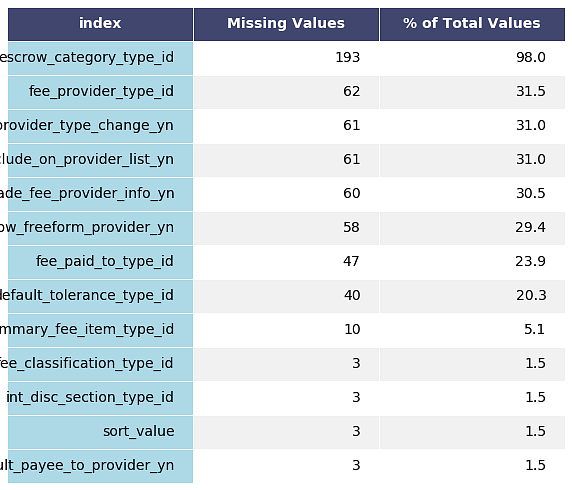 index Missing Values % of Total Values
escrow_category_type_id 193 98.0
fee_provider_type_id 62 31.5
provider_type_change_yn 61 31.0
clude_on_provider_list_yn 61 31.0
ade_fee_provider_info_yn 60 30.5
ow_freeform_provider_yn 58 29.4
fee_paid_to_type_id 47 23.9
default_tolerance_type_id 40 20.3
mmary_fee_item_type_id 10 5.1
fee_classification_type_id 3 1.5
int_disc_section_type_id 3 1.5
sort_value 3 1.5
ult_payee_to_provider_yn 3 1.5